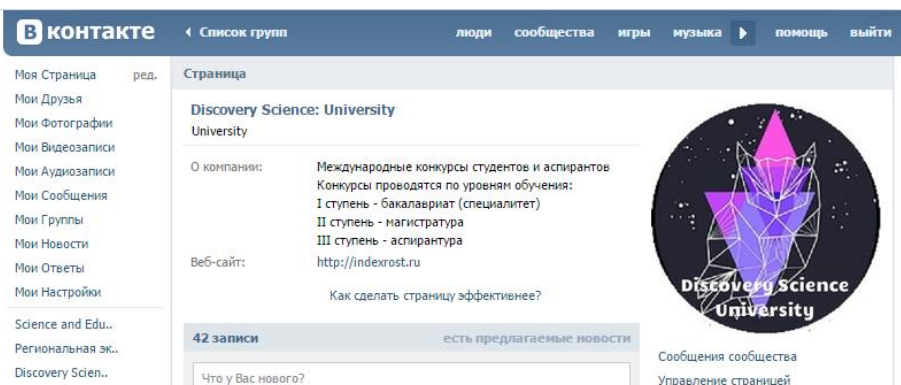 В контакте
Список групп
люди сообщества игры музыка помощь выйти
Моя Страница ред.
Мои Друзья
Мои Фотографии
Мои Видеозаписи
Мои Аудиозаписи
Мои Сообщения
Мои Группы
Мои Новости
Мои Ответы
Мои Настройки
Science and Edu..
Региональная эк..
Discovery Scien..
Страница
Discovery Science: University
University
О компании: Международные конкурсы студентов и аспирантов
Конкурсы проводятся по уровням обучения:
I ступень - бакалавриат (специалитет)
II ступень - магистратура
III ступень - аспирантура
Веб-сайт: http://indexrost.ru
Как сделать страницу эффективнее?
42 записи есть предлагаемые новости
Что у Вас нового?
Discovery Science
University
Сообщения сообщества
Управление страницей